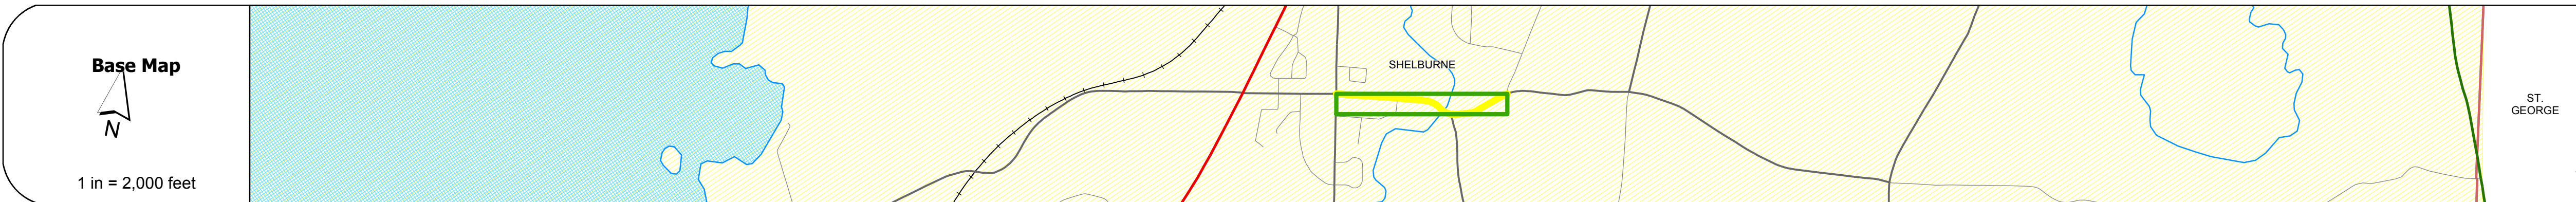 Base Map
N
1 in = 2,000 feet
SHELBURNE
ST.
GEORGE